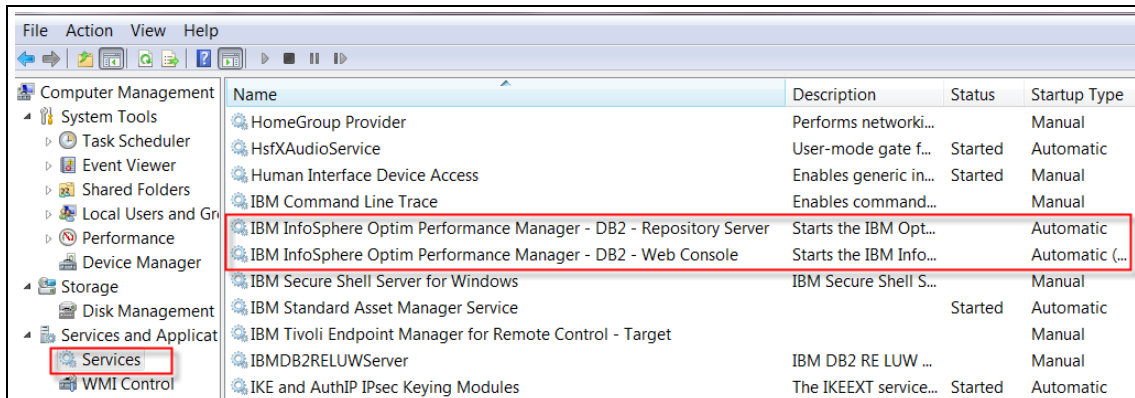 File Action View Help
Computer Management
System Tools
Task Scheduler
Event Viewer
Shared Folders
Local Users and Gr
Performance
Device Manager
Storage
Disk Management
Services and Applicat
Services
WMI Control
Name Description Status Startup Type
HomeGroup Provider Performs networki... Manual
HsfXAudioService User-mode gate f... Started Automatic
Human Interface Device Access Enables generic in... Started Manual
IBM Command Line Trace Enables command... Manual
IBM InfoSphere Optim Performance Manager - DB2 - Repository Server Starts the IBM Opt... Automatic
IBM InfoSphere Optim Performance Manager - DB2 - Web Console Starts the IBM Info... Automatic (...
IBM Secure Shell Server for Windows IBM Secure Shell S... Manual
IBM Standard Asset Manager Service Started Automatic
IBM Tivoli Endpoint Manager for Remote Control - Target Manual
IBMDB2RELUWServer IBM DB2 RE LUW ... Manual
IKE and AuthIP IPsec Keying Modules The IKEEXT service... Started Automatic